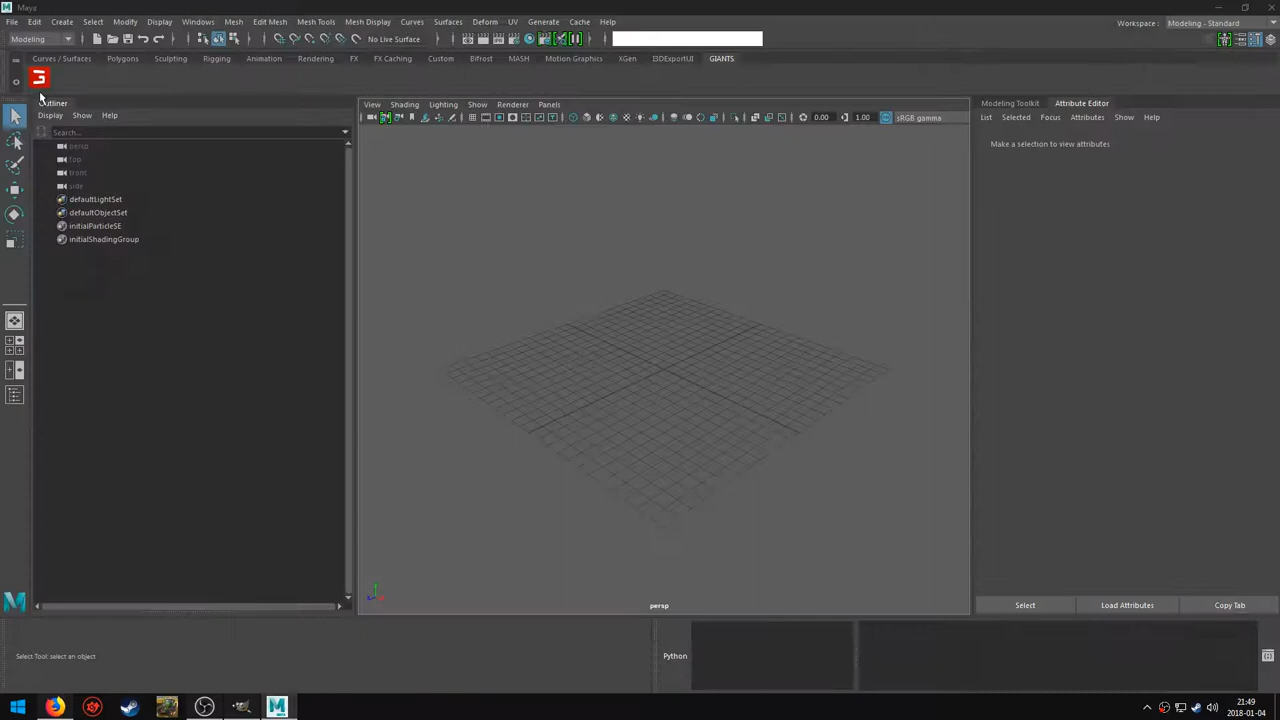 Maya
File Edit Create Select Modify Display Windows Mesh Edit Mesh Mesh Tools Mesh Display Curves Surfaces Deform UV Generate Cache Help
Workspace : Modeling - Standard
Modeling No Live Surface
Curves / Surfaces Polygons Sculpting Rigging Animation Rendering FX FX Caching Custom Bifrost MASH Motion Graphics XGen I3DExportUI GIANTS
View Shading Lighting Show Renderer Panels
Modeling Toolkit Attribute Editor
Display Show Help
0.00 1.00 sRGB gamma
List Selected Focus Attributes Show Help
Search...
persp
top
front
side
defaultLightSet
defaultObjectSet
initialParticleSE
initialShadingGroup
Make a selection to view attributes
persp
Select Load Attributes Copy Tab
Select Tool: select an object
Python
MAYA
21:49
2018-01-04